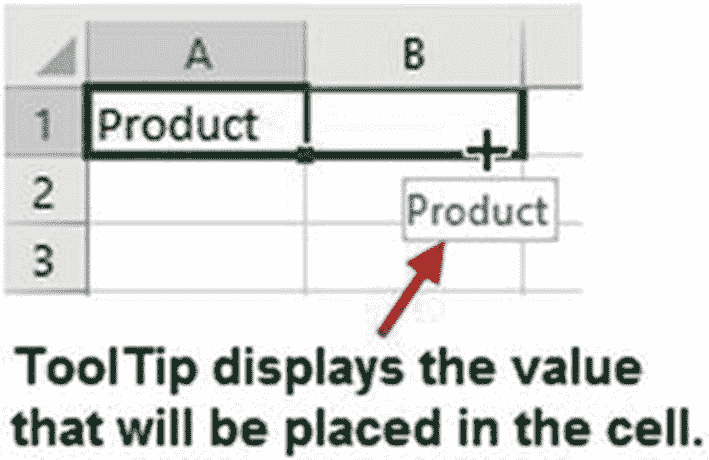 A B
1 Product
2
Product
3
ToolTip displays the value
that will be placed in the cell.